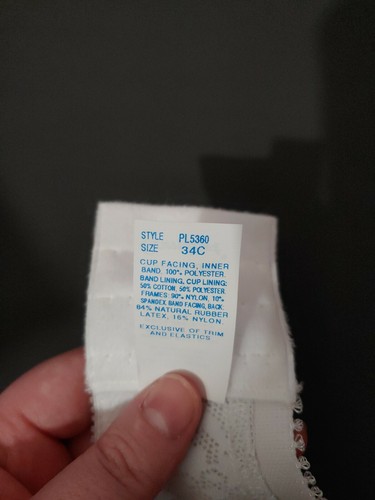 STYLE PL5360
SIZE 34C
CUP FACING, INNER
BAND, 100% POLYESTER
BAND LINING, CUP LINING:
50% COTTON, 50% POLYESTER
FRAMES: 90% NYLON, 10%
SPANDEX, BAND FACING, BACK
84% NATURAL RUBBER
LATEX, 16% NYLON
EXCLUSIVE OF TRIM
AND ELASTICS